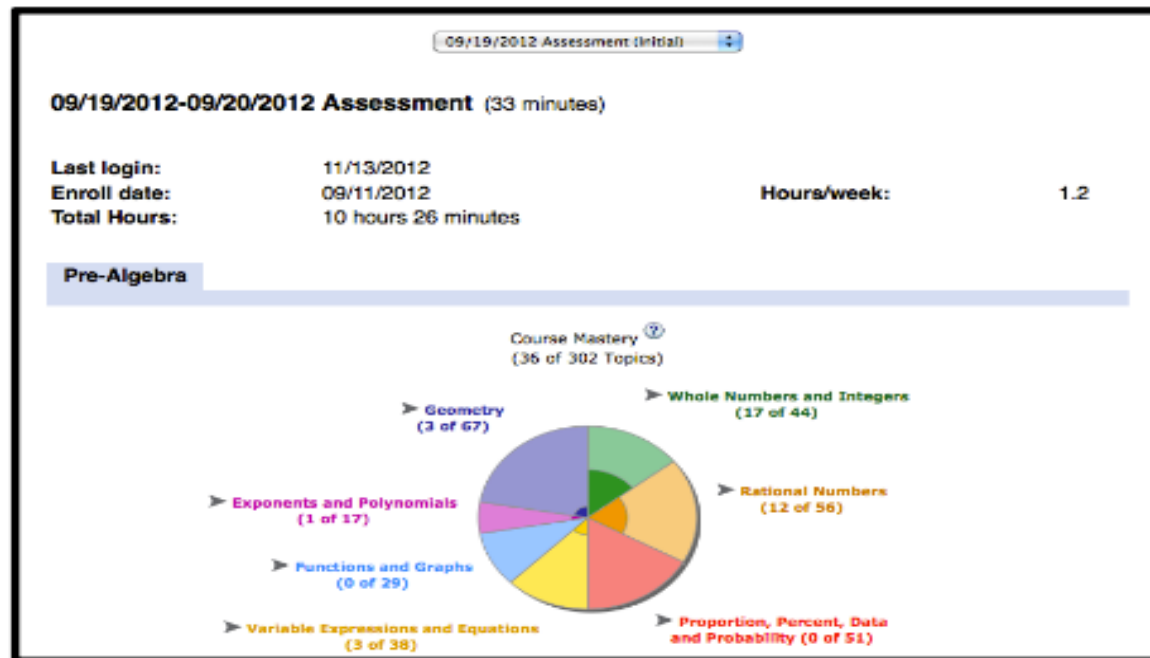 09/19/2012 Assessment (Initial)
09/19/2012-09/20/2012 Assessment (33 minutes)
Last login: 11/13/2012
Enroll date: 09/11/2012 Hours/week: 1.2
Total Hours: 10 hours 26 minutes
Pre-Algebra
Course Mastery ?
(36 of 302 Topics)
Whole Numbers and Integers
(17 of 44)
Geometry
(3 of 67)
Rational Numbers
(12 of 56)
Exponents and Polynomials
(1 of 17)
Functions and Graphs
(0 of 29)
Proportion, Percent, Data
and Probability (0 of 51)
Variable Expressions and Equations
(3 of 38)